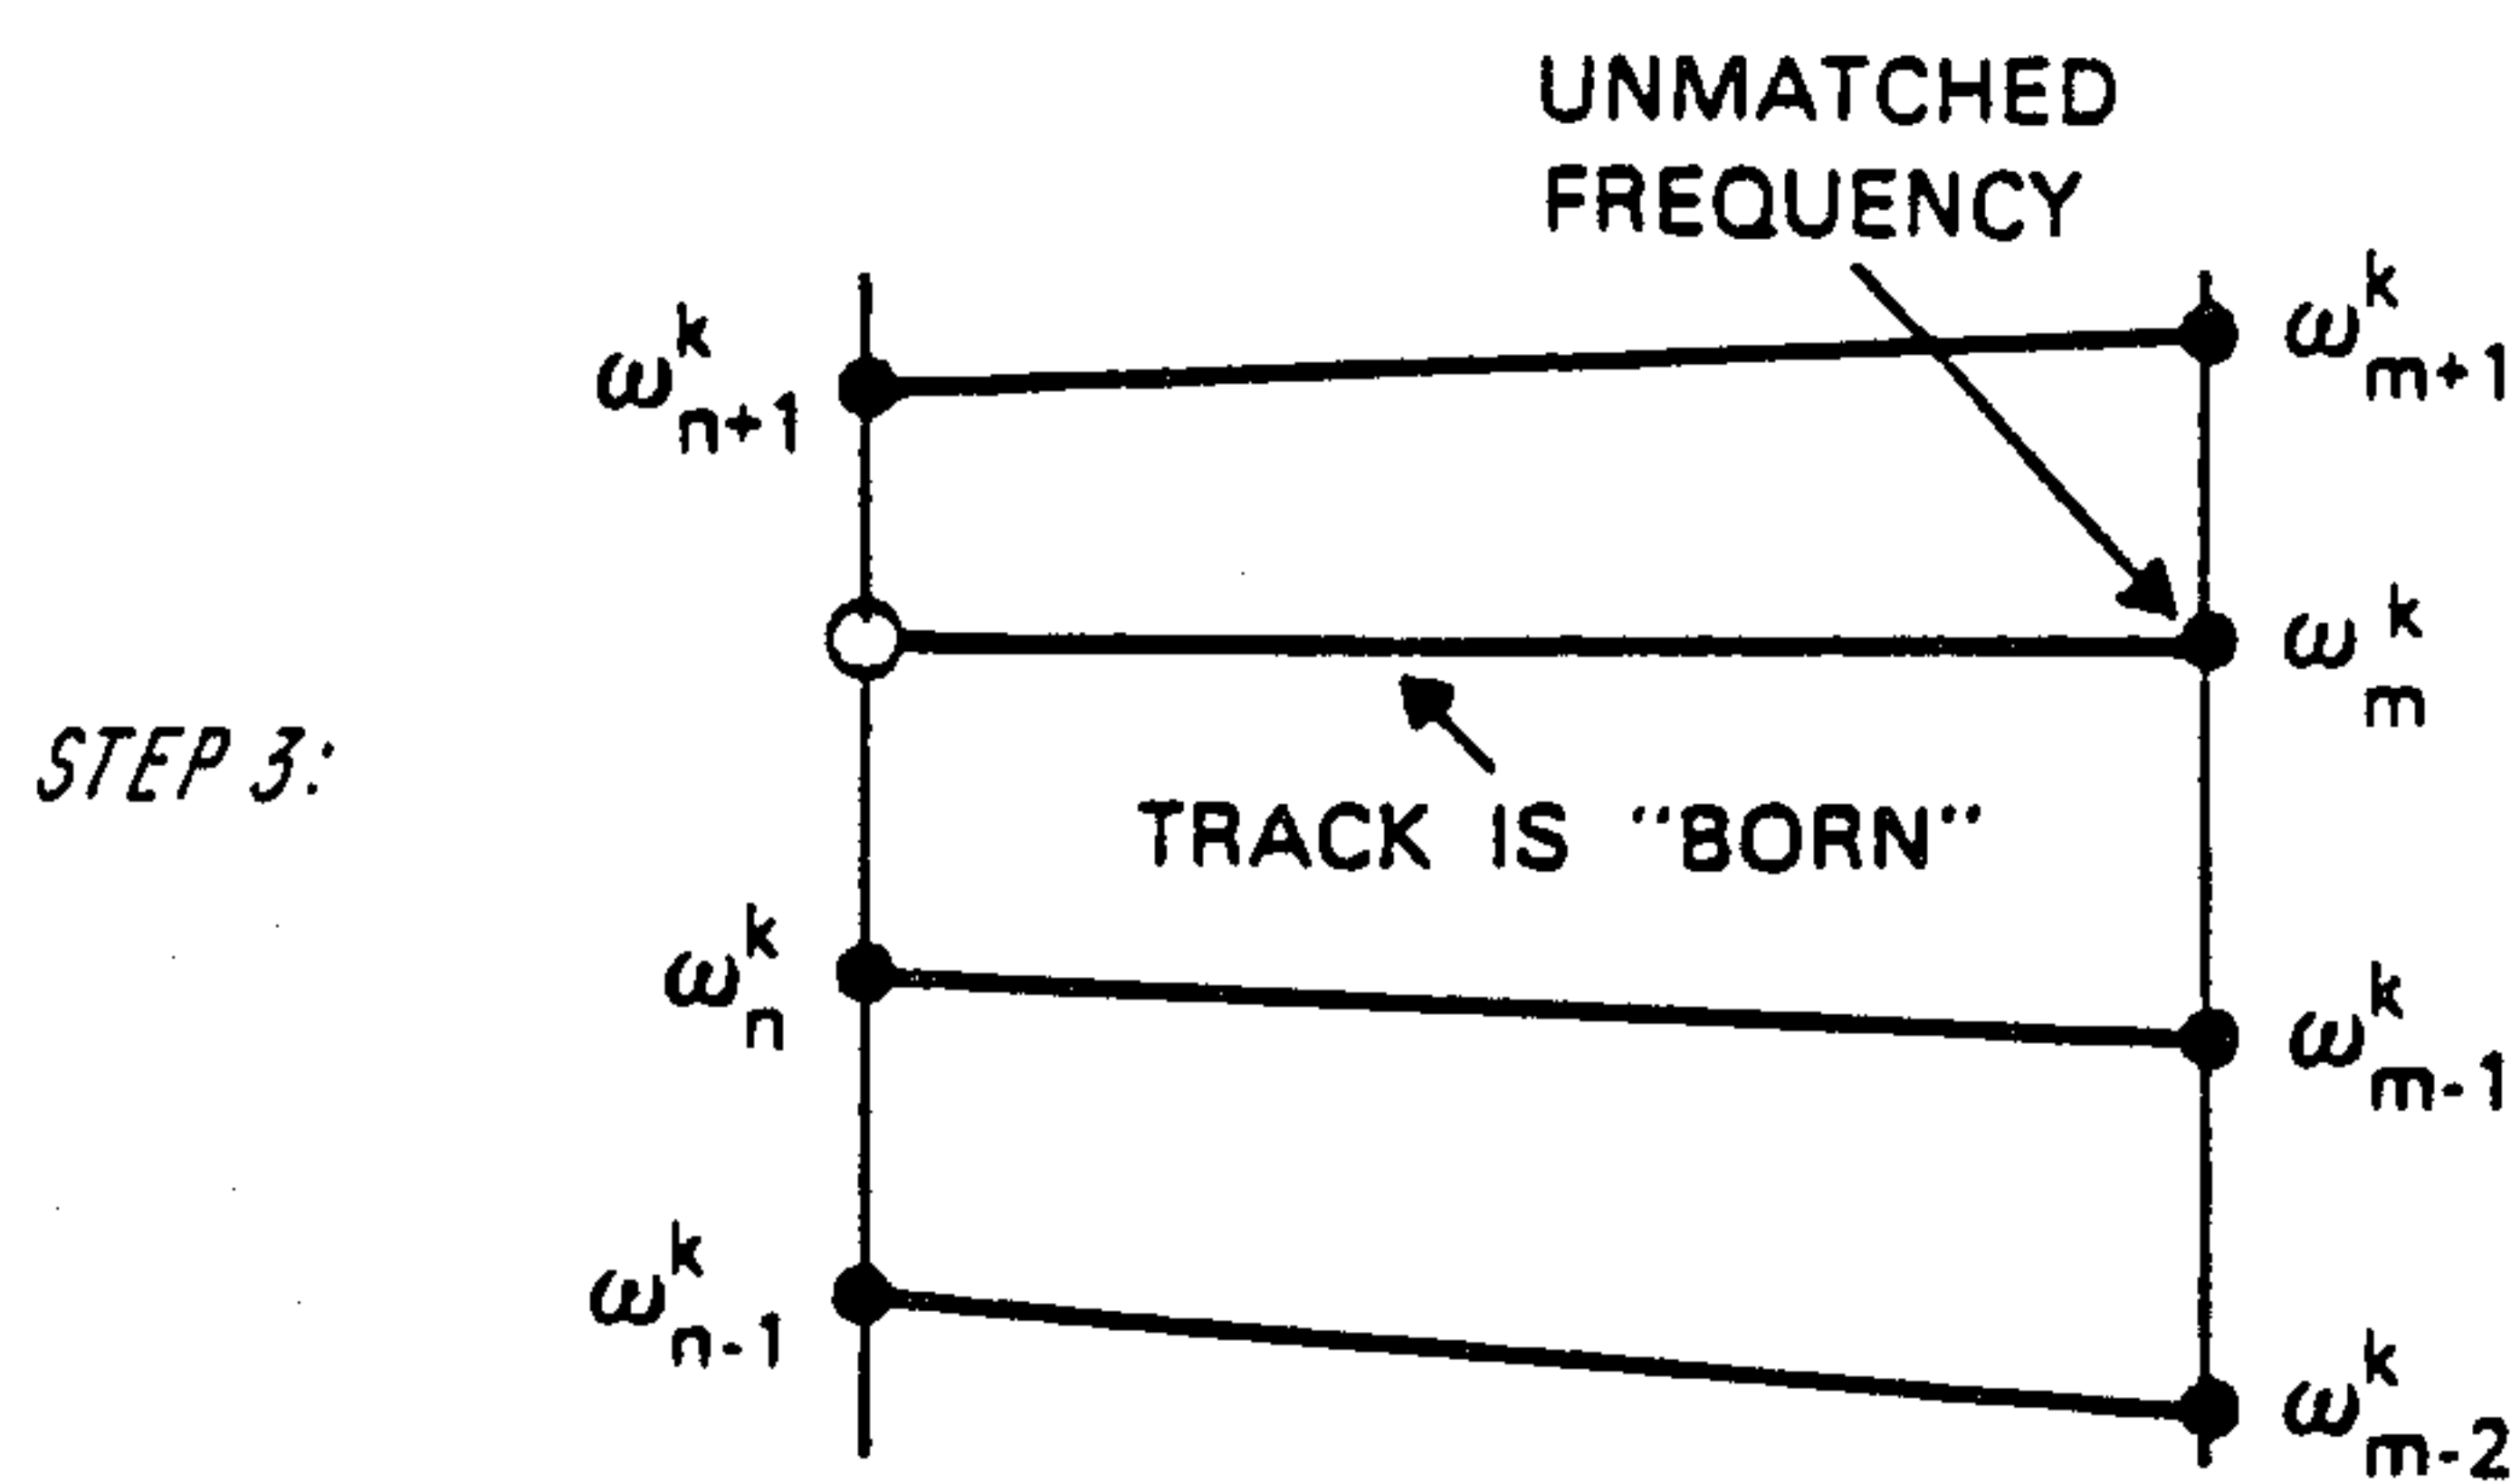 UNMATCHED
FREQUENCY
ω^k_{n+1}
ω^k_{m+1}
ω^k_m
STEP 3:
TRACK IS "BORN"
ω^k_n
ω^k_{m-1}
ω^k_{n-1}
ω^k_{m-2}